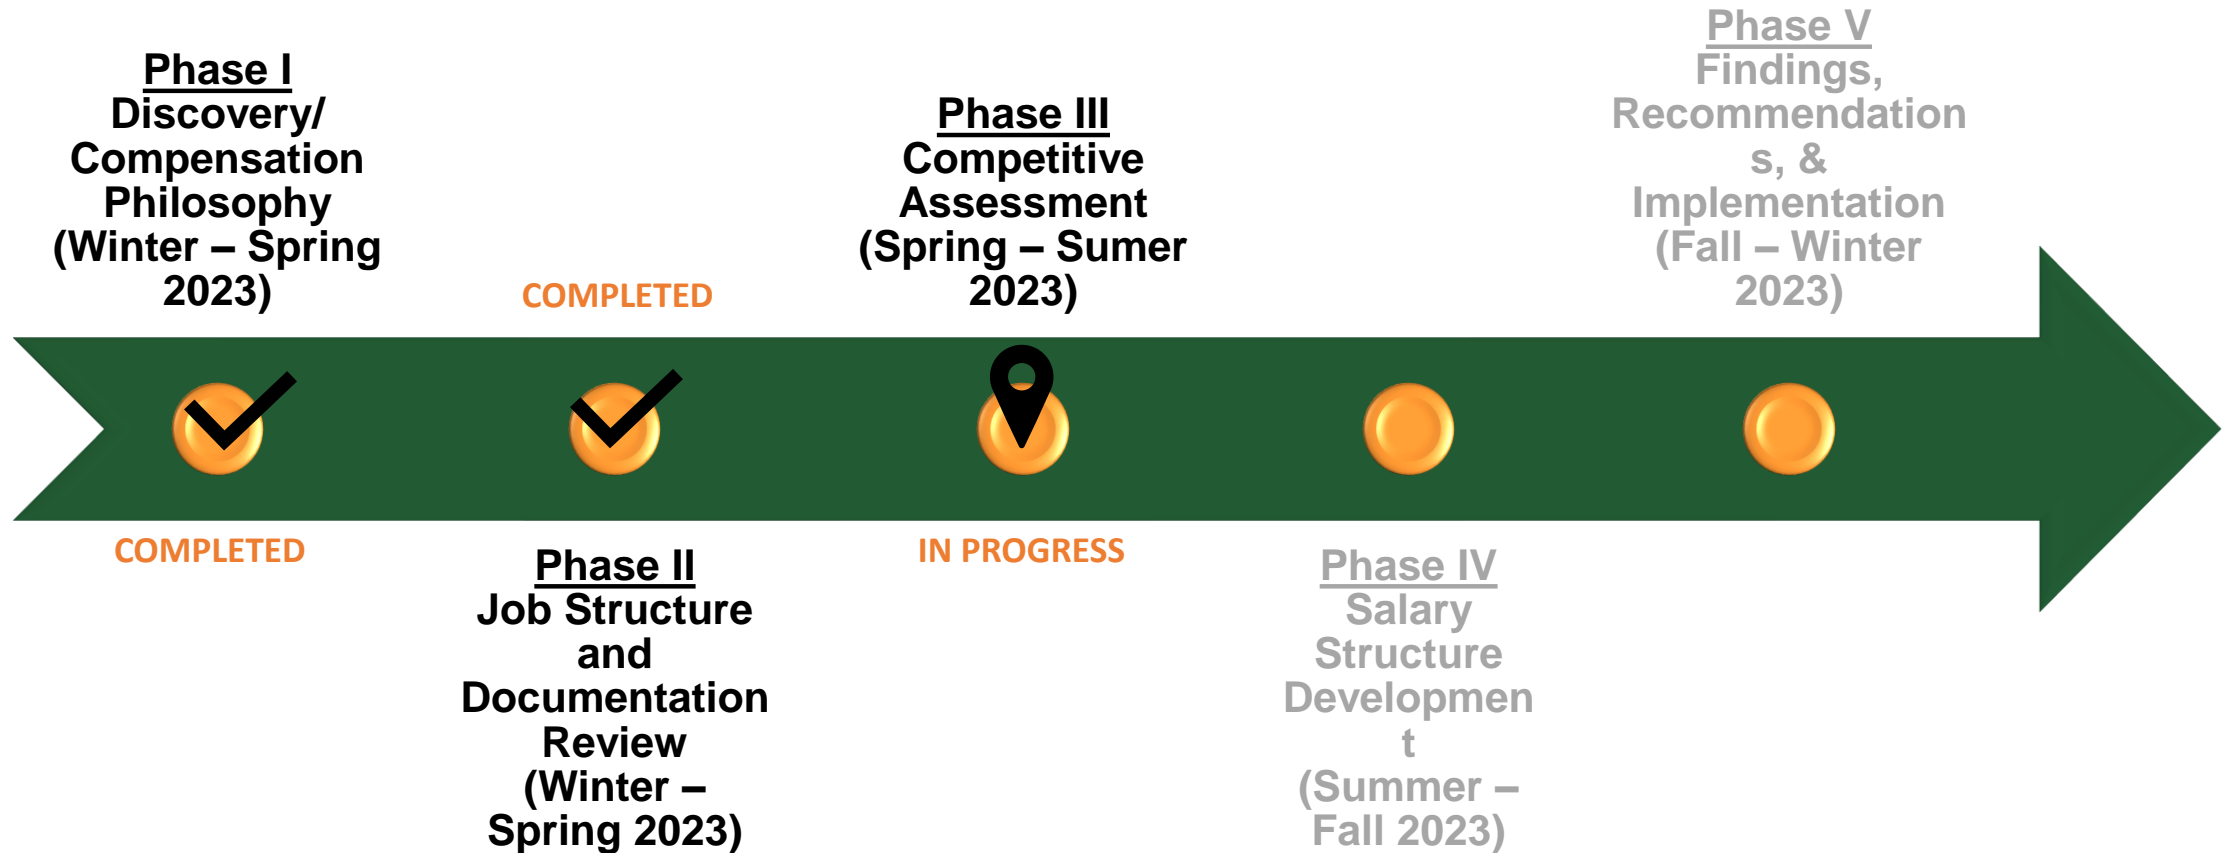 Phase I
Discovery/
Compensation
Philosophy
(Winter – Spring
2023)
COMPLETED
COMPLETED
Phase II
Job Structure
and
Documentation
Review
(Winter –
Spring 2023)
Phase III
Competitive
Assessment
(Spring – Sumer
2023)
IN PROGRESS
Phase IV
Salary
Structure
Developmen
t
(Summer –
Fall 2023)
Phase V
Findings,
Recommendation
s, &
Implementation
(Fall – Winter
2023)